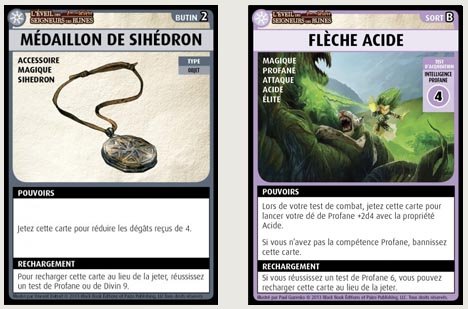 L'ÉVEIL DES
SEIGNEURS DES RUNES
BUTIN 2
MÉDAILLON DE SIHÉDRON
ACCESSOIRE
MAGIQUE
SIHEDRON
TYPE
OBJET
POUVOIRS
Jetez cette carte pour réduire les dégâts reçus de 4.
RECHARGEMENT
Pour recharger cette carte au lieu de la jeter, réussissez
un test de Profane ou de Divin 9.
L'ÉVEIL DES
SEIGNEURS DES RUNES
SORT B
FLÈCHE ACIDE
MAGIQUE
PROFANE
ATTAQUE
ACIDE
ÉLITE
TEST
D'ACQUISITION
INTELLIGENCE
PROFANE
4
POUVOIRS
Lors de votre test de combat, jetez cette carte pour
lancer votre dé de Profane +2d4 avec la propriété
Acide.
Si vous n'avez pas la compétence Profane, bannissez
cette carte.
RECHARGEMENT
Si vous réussissez un test de Profane 6, vous pouvez
recharger cette carte au lieu de la jeter.